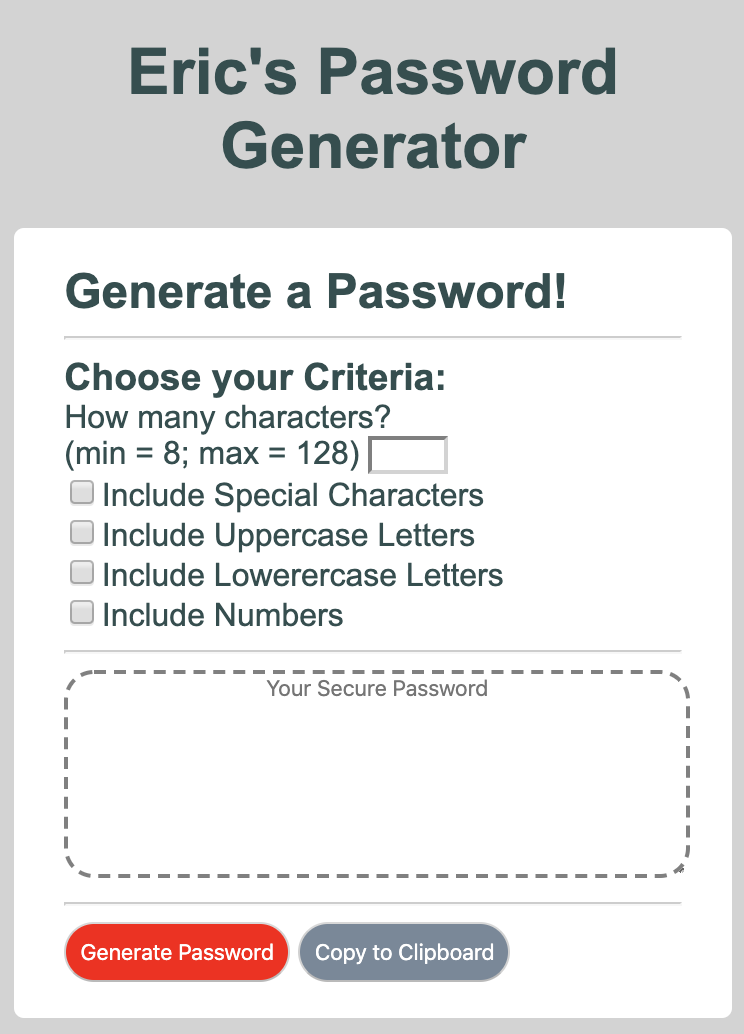 Eric's Password
Generator
Generate a Password!
Choose your Criteria:
How many characters?
(min = 8; max = 128)
Include Special Characters
Include Uppercase Letters
Include Lowerercase Letters
Include Numbers
Your Secure Password
Generate Password
Copy to Clipboard